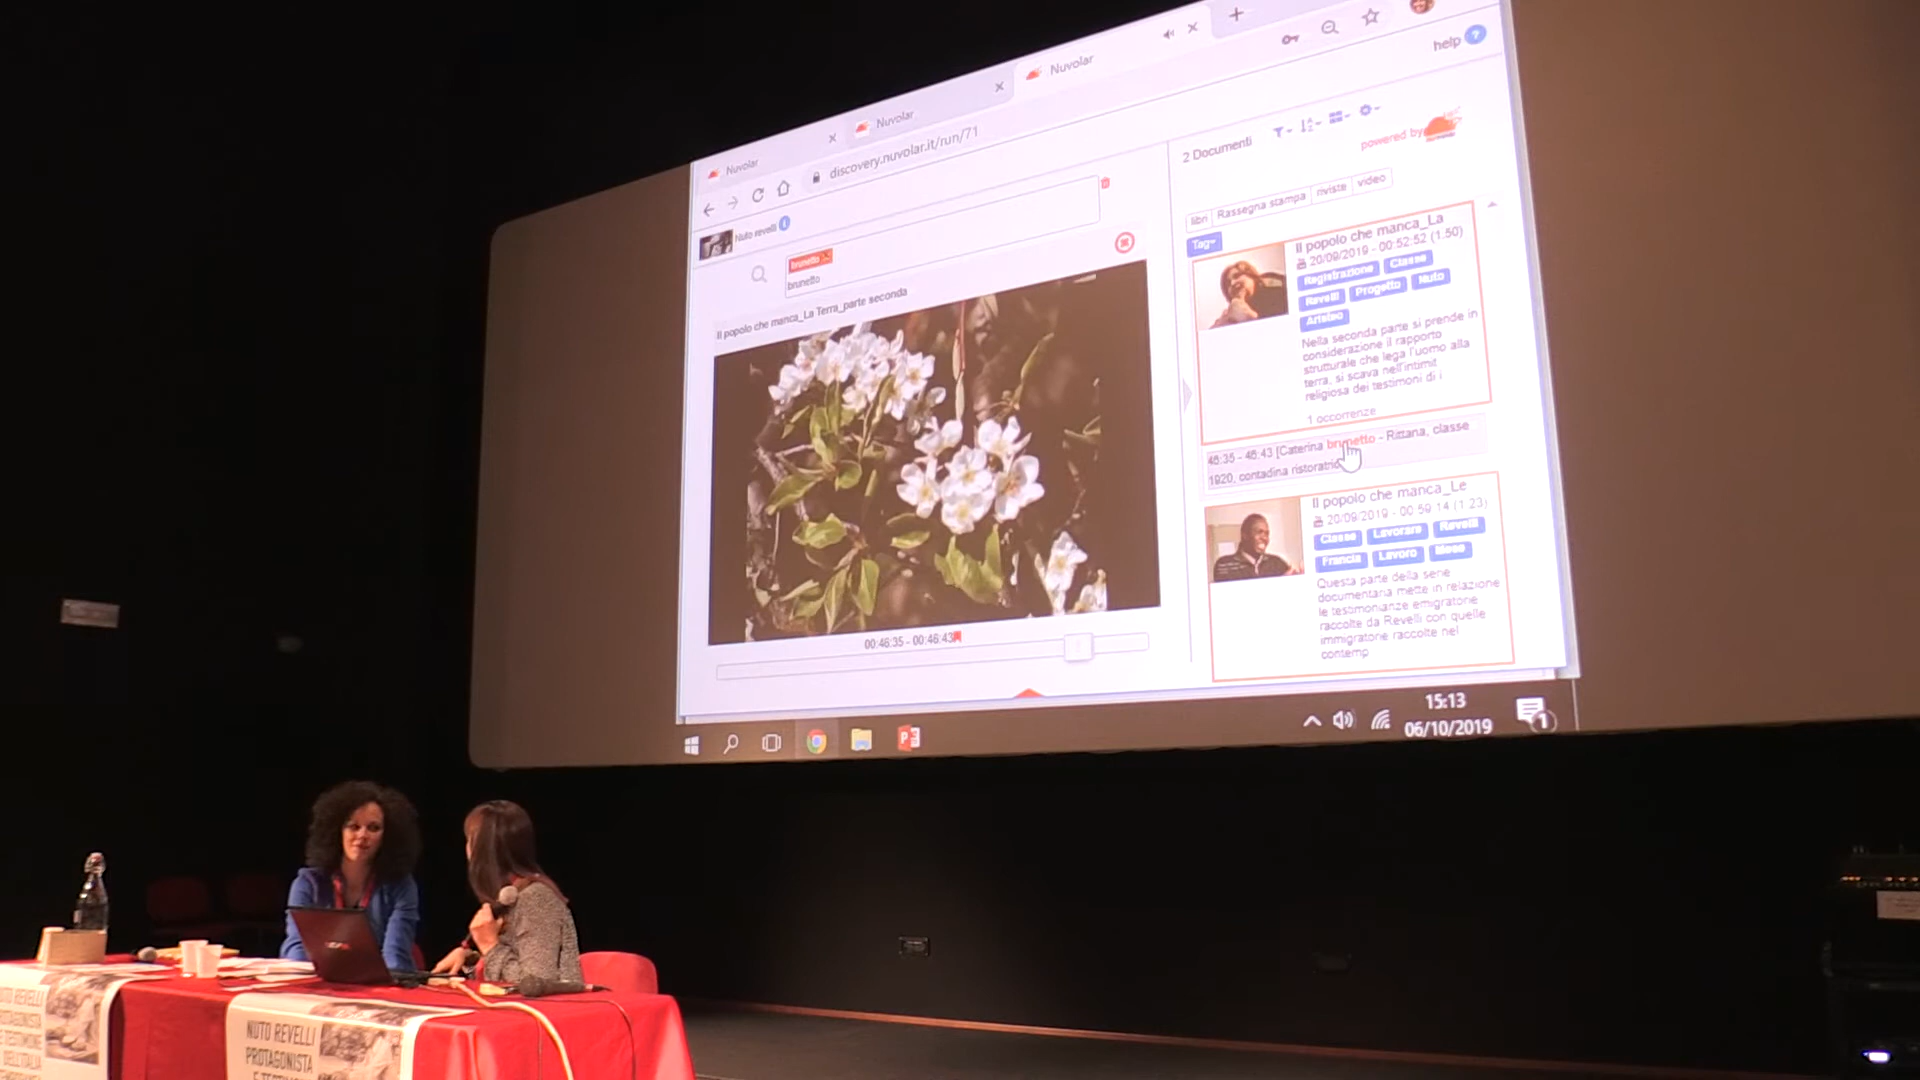 Nuvolar
Nuvolar
Nuvolar
discovery.nuvolar.it/run/71
help ?
Nuto revelli
brunetto
brunetto
Il popolo che manca_La Terra_parte seconda
00:46:35 - 00:46:43
2 Documenti
powered by
libri Rassegna stampa riviste video
Tag
Il popolo che manca_La
20/09/2019 - 00:52:52 (1.50)
Registrazione Classe
Revelli Progetto Nuto
Nella seconda parte si prende in
considerazione il rapporto
strutturale che lega l'uomo alla
terra, si scava nell'intimit
religiosa dei testimoni di i
1 occorrenze
46:35 - 46:43 [Caterina brunetto - Rittana, classe
1920, contadina ristoratric
Il popolo che manca_Le
20/09/2019 - 00:59:14 (1.23)
Classe Lavorare Revelli
Francia Lavoro Mese
Questa parte della serie
documentaria mette in relazione
le testimonianze emigratorie
raccolte da Revelli con quelle
immigratorie raccolte nel
contemp
15:13
06/10/2019
1
NUTO REVELLI
PROTAGONISTA
E TESTIMO